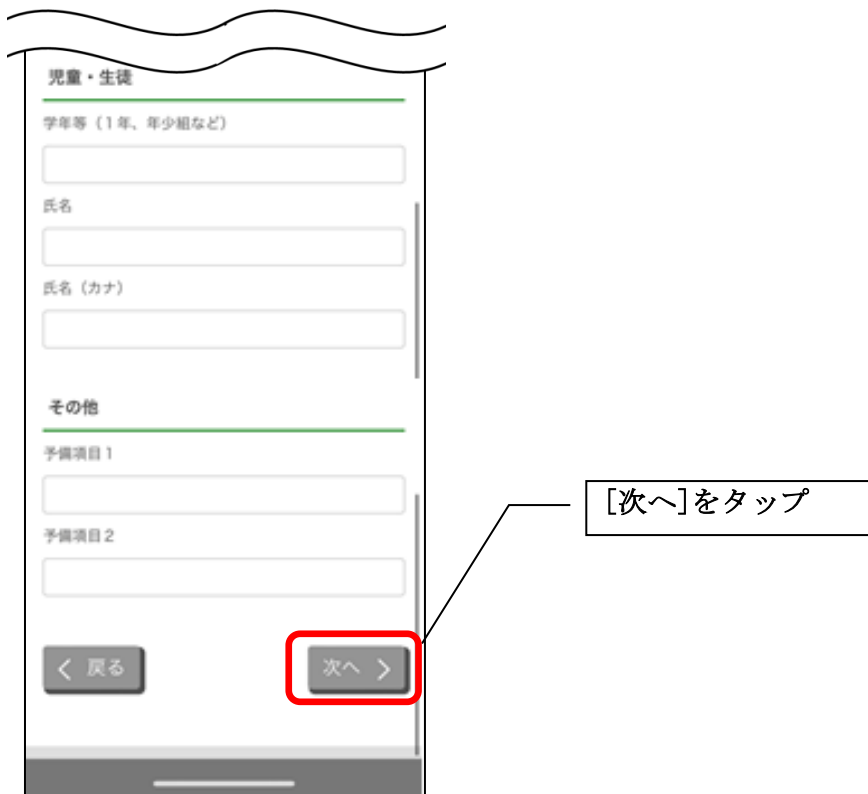 児童・生徒
学年等（1年、年少組など）
氏名
氏名（カナ）
その他
予備項目1
予備項目2
戻る
次へ
[次へ]をタップ